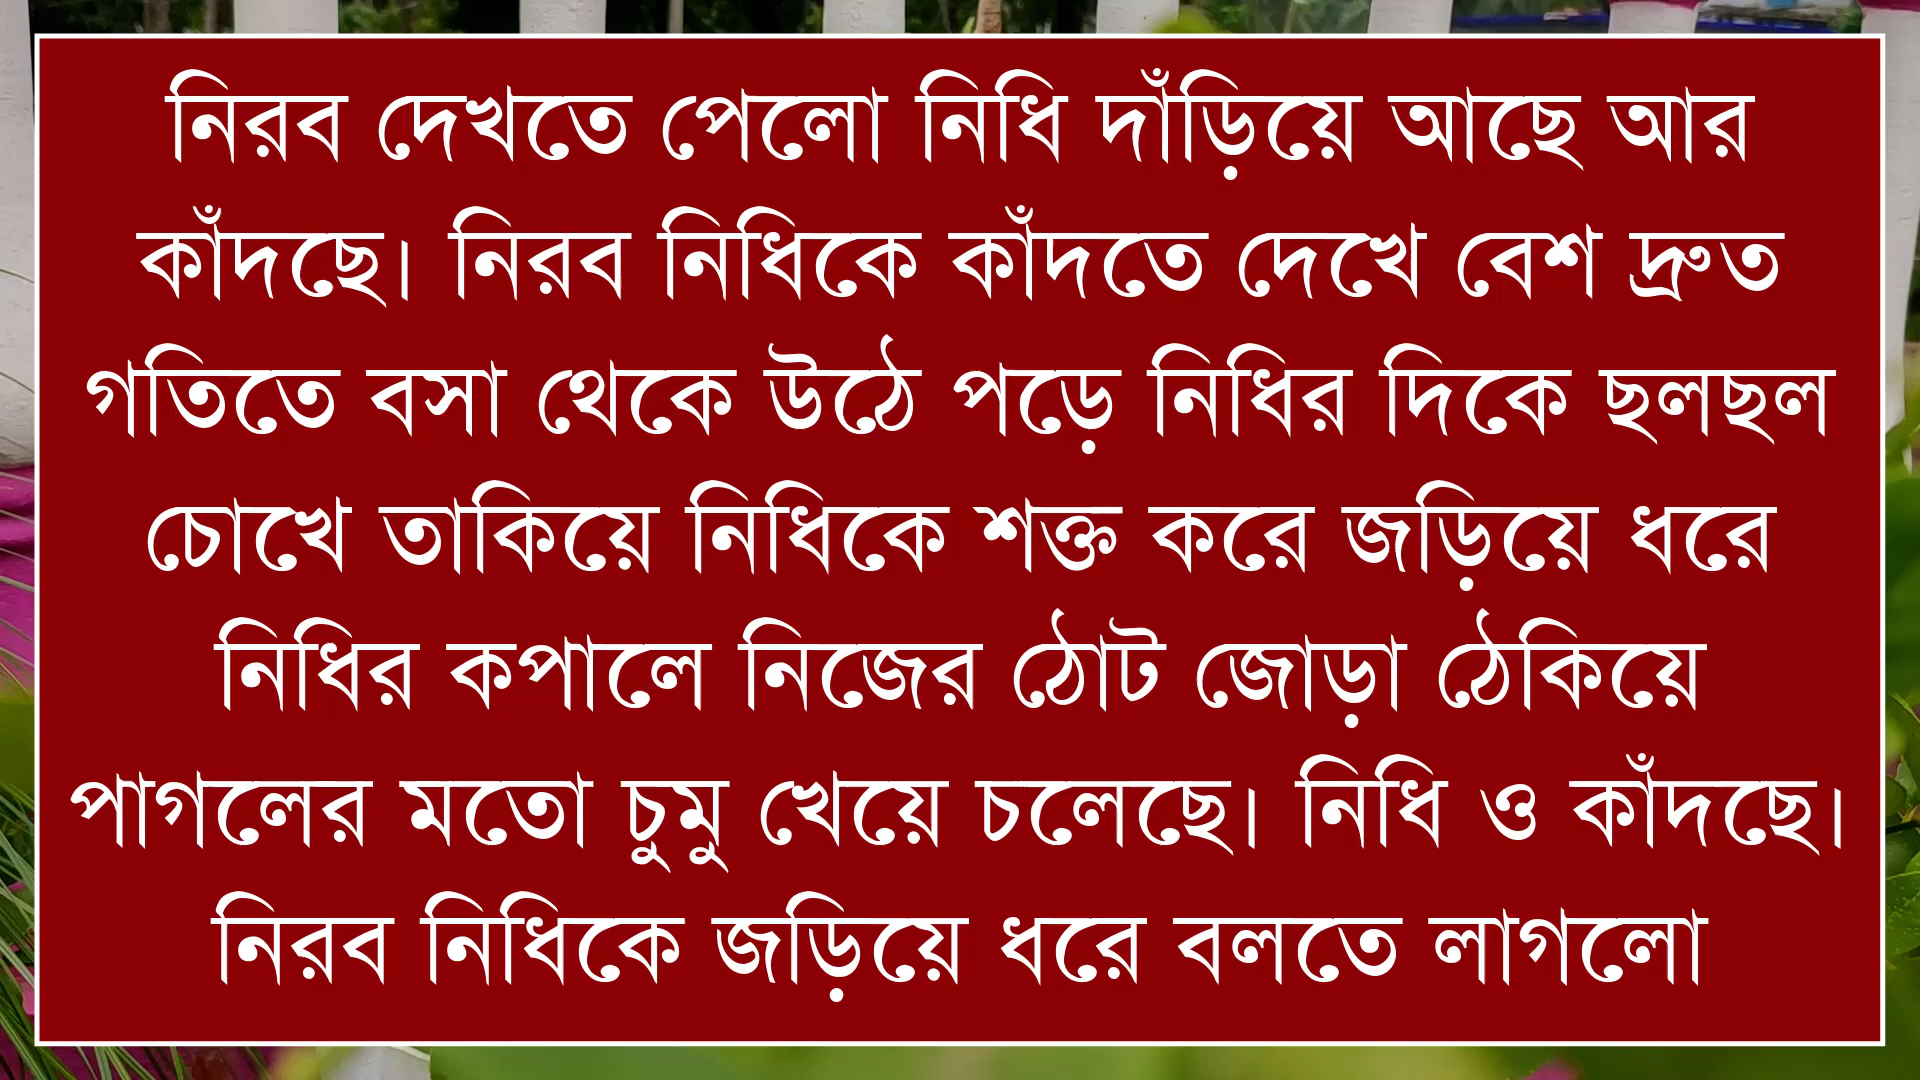 নিরব দেখতে পেলো নিধি দাঁড়িয়ে আছে আর
কাঁদছে। নিরব নিধিকে কাঁদতে দেখে বেশ দ্রুত
গতিতে বসা থেকে উঠে পড়ে নিধির দিকে ছলছল
চোখে তাকিয়ে নিধিকে শক্ত করে জড়িয়ে ধরে
নিধির কপালে নিজের ঠোট জোড়া ঠেকিয়ে
পাগলের মতো চুমু খেয়ে চলেছে। নিধি ও কাঁদছে।
নিরব নিধিকে জড়িয়ে ধরে বলতে লাগলো